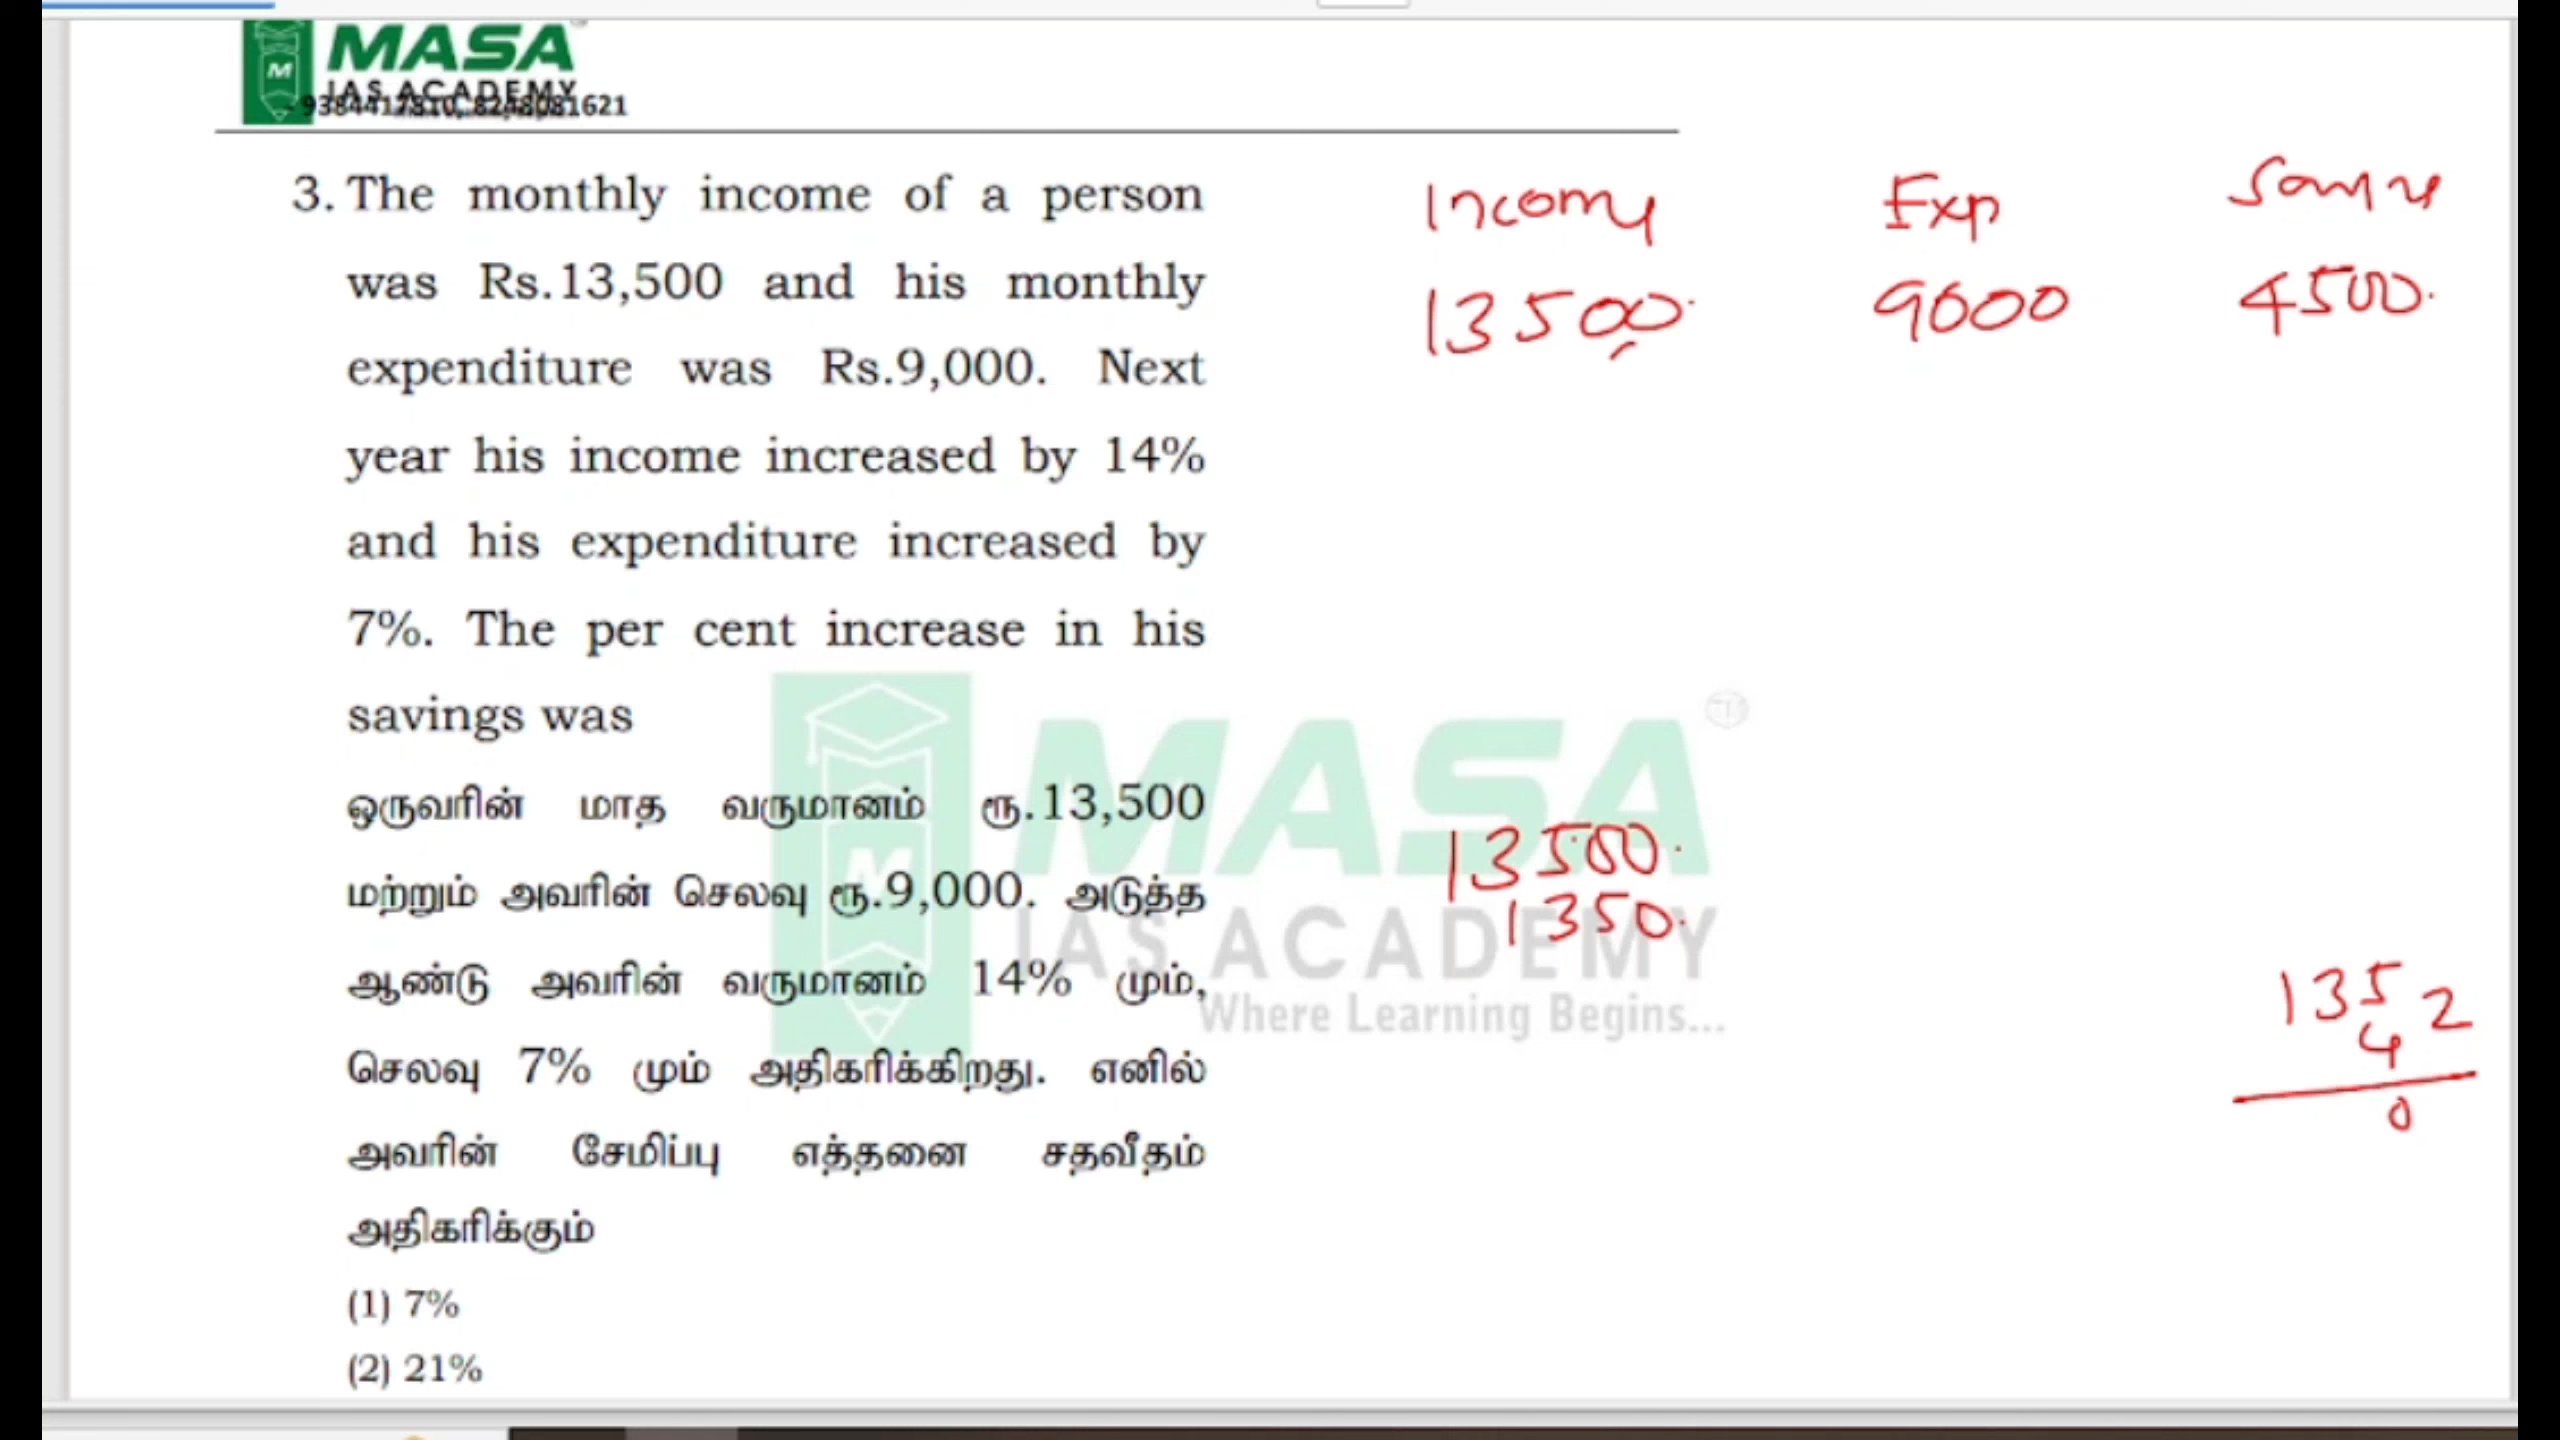 MASA
IAS ACADEMY
9384417810, 8248081621
3. The monthly income of a person
was Rs.13,500 and his monthly
expenditure was Rs.9,000. Next
year his income increased by 14%
and his expenditure increased by
7%. The per cent increase in his
savings was
ஒருவரின் மாத வருமானம் ரூ.13,500
மற்றும் அவரின் செலவு ரூ.9,000. அடுத்த
ஆண்டு அவரின் வருமானம் 14% மும்,
செலவு 7% மும் அதிகரிக்கிறது. எனில்
அவரின் சேமிப்பு எத்தனை சதவீதம்
அதிகரிக்கும்
(1) 7%
(2) 21%
Income Exp
13500. 9000 4500.
MASA
IAS ACADEMY
Where Learning Begins...
13500.
1350.
1352
4
0